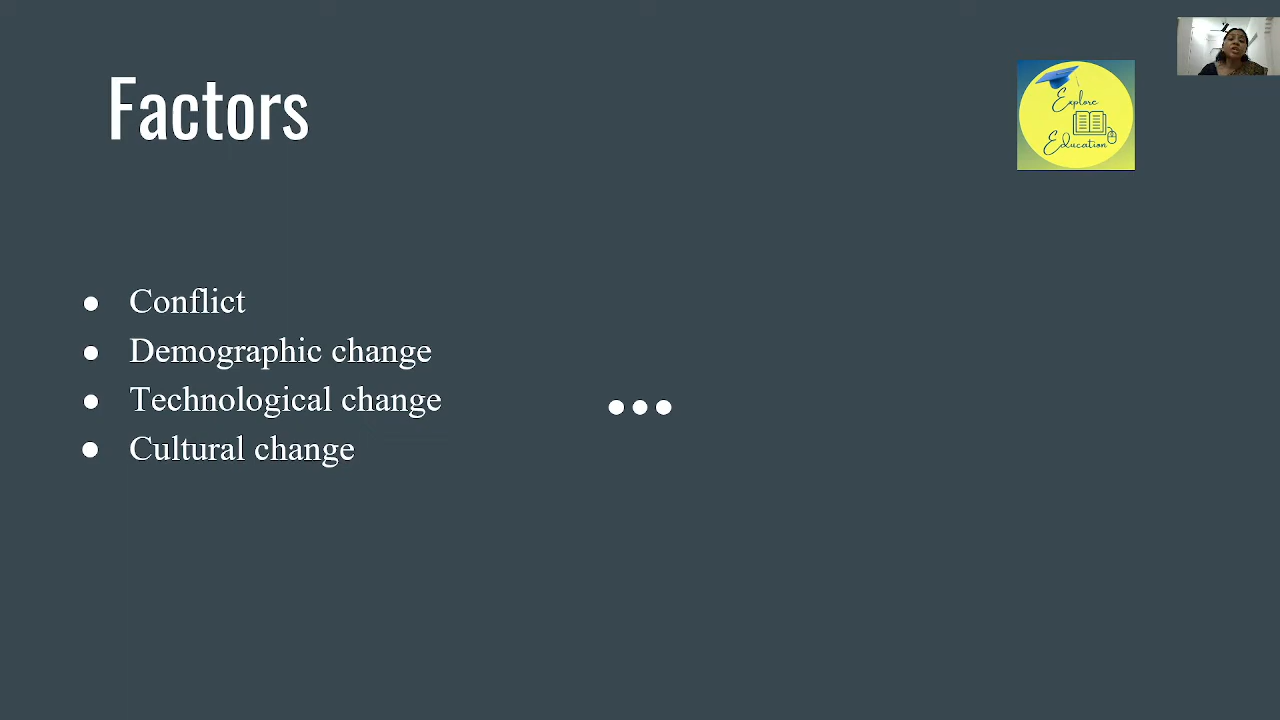 Factors
Explore
Education
● Conflict
● Demographic change
● Technological change
● Cultural change